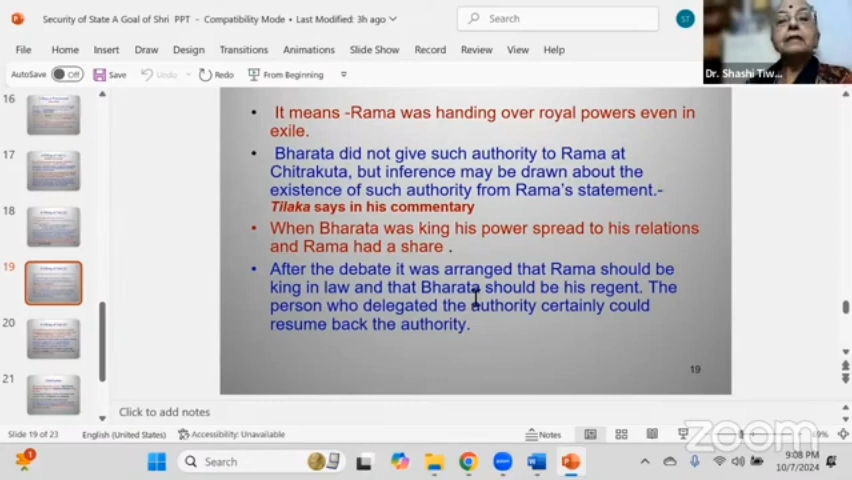 Security of State A Goal of Shri PPT - Compatibility Mode • Last Modified: 3h ago
Search
ST
File Home Insert Draw Design Transitions Animations Slide Show Record Review View Help
AutoSave Off Save Undo Redo From Beginning
Dr. Shashi Tiw...
16
17
18
19
20
21
• It means -Rama was handing over royal powers even in
exile.
• Bharata did not give such authority to Rama at
Chitrakuta, but inference may be drawn about the
existence of such authority from Rama's statement.-
Tilaka says in his commentary
• When Bharata was king his power spread to his relations
and Rama had a share .
• After the debate it was arranged that Rama should be
king in law and that Bharata should be his regent. The
person who delegated the authority certainly could
resume back the authority.
19
Click to add notes
Slide 19 of 23 English (United States) Accessibility: Unavailable Notes
zoom
1
Search
9:08 PM
10/7/2024